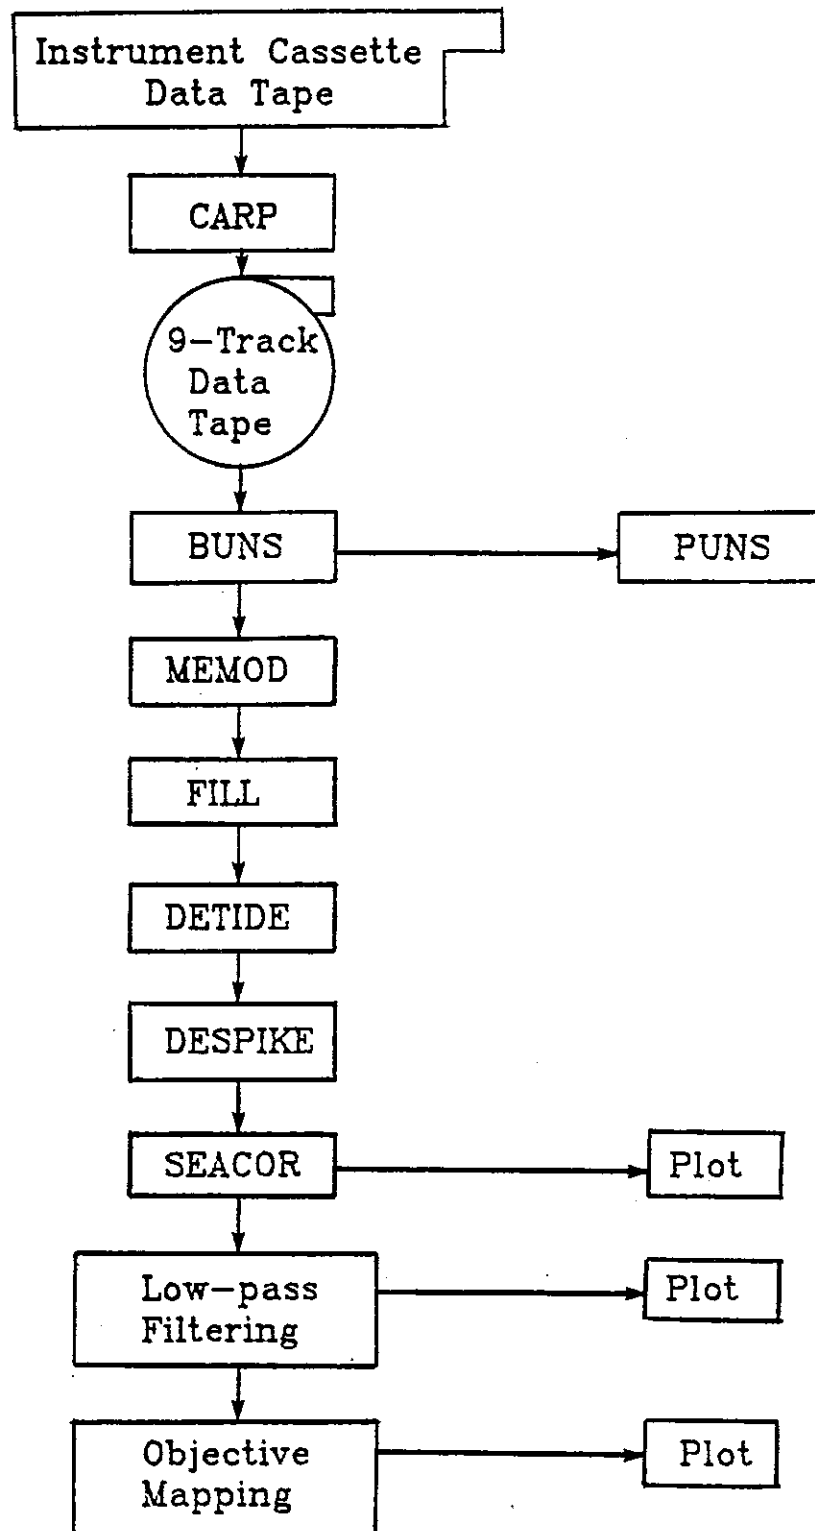 Instrument Cassette
Data Tape
CARP
9-Track
Data
Tape
BUNS
PUNS
MEMOD
FILL
DETIDE
DESPIKE
SEACOR
Plot
Low-pass
Filtering
Plot
Objective
Mapping
Plot